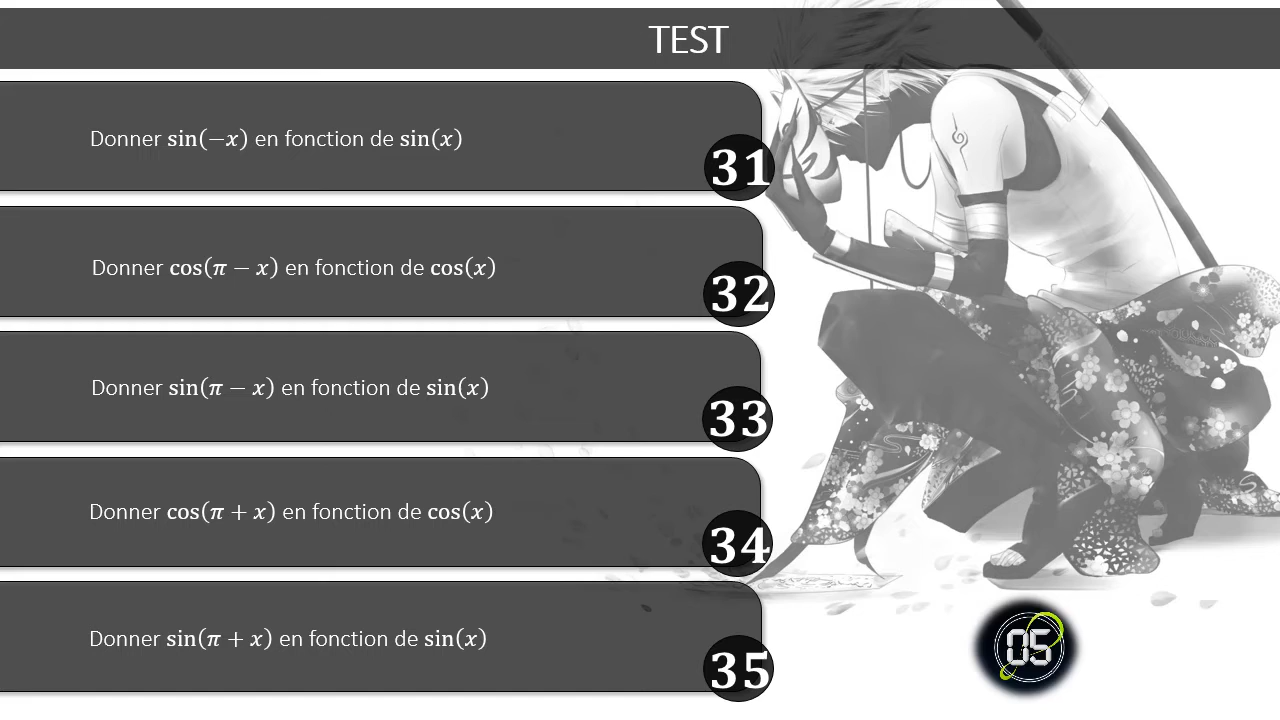 TEST
Donner sin(−x) en fonction de sin(x)
31
Donner cos(π − x) en fonction de cos(x)
32
Donner sin(π − x) en fonction de sin(x)
33
Donner cos(π + x) en fonction de cos(x)
34
Donner sin(π + x) en fonction de sin(x)
35
05